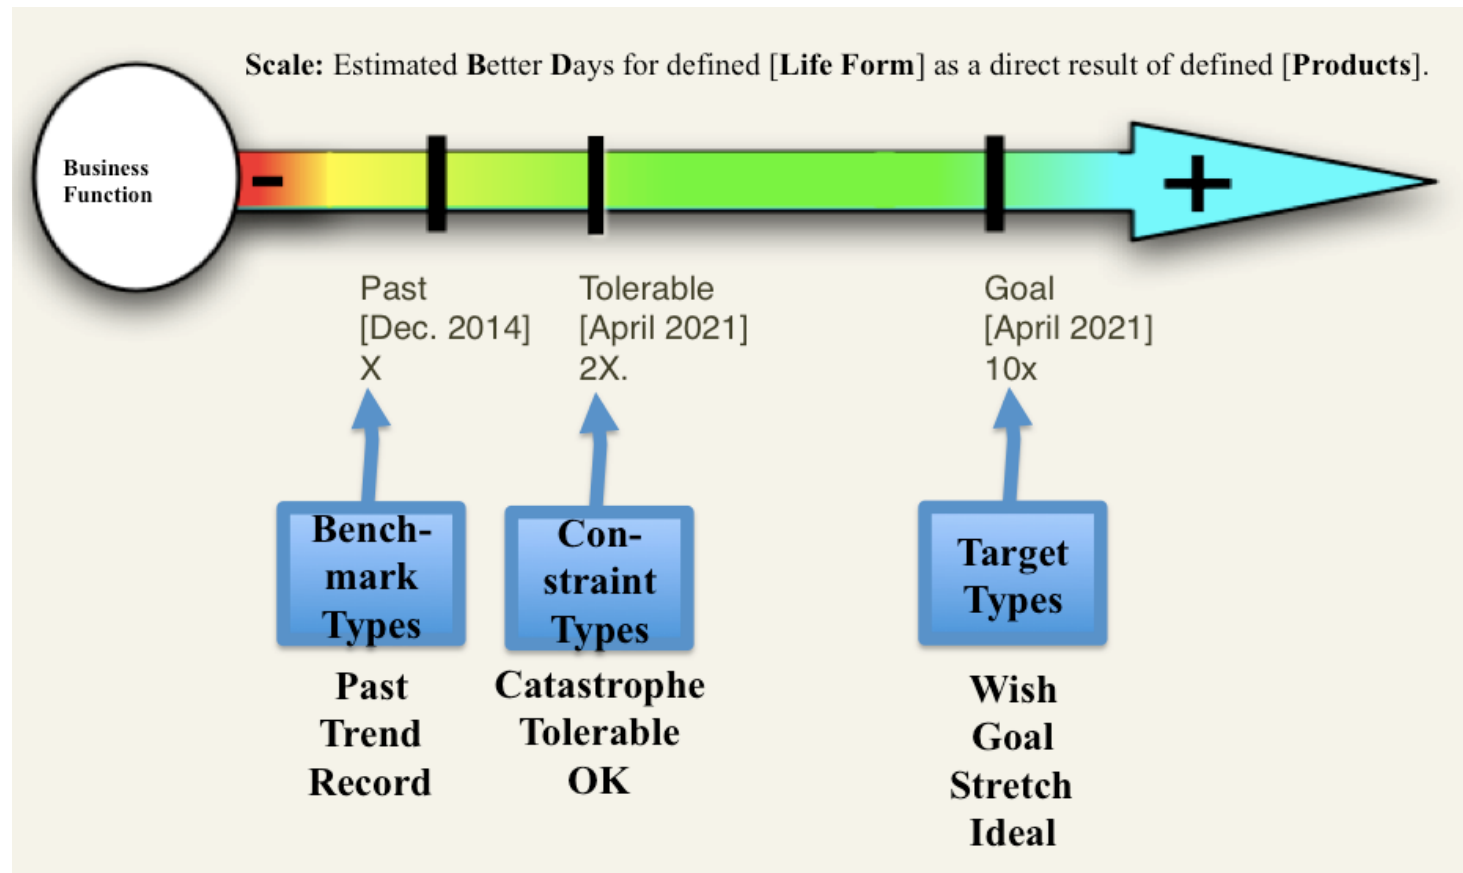 Scale: Estimated Better Days for defined [Life Form] as a direct result of defined [Products].
Business
Function
-
+
Past
[Dec. 2014]
X
Tolerable
[April 2021]
2X.
Goal
[April 2021]
10x
Bench-
mark
Types
Con-
straint
Types
Target
Types
Past
Trend
Record
Catastrophe
Tolerable
OK
Wish
Goal
Stretch
Ideal